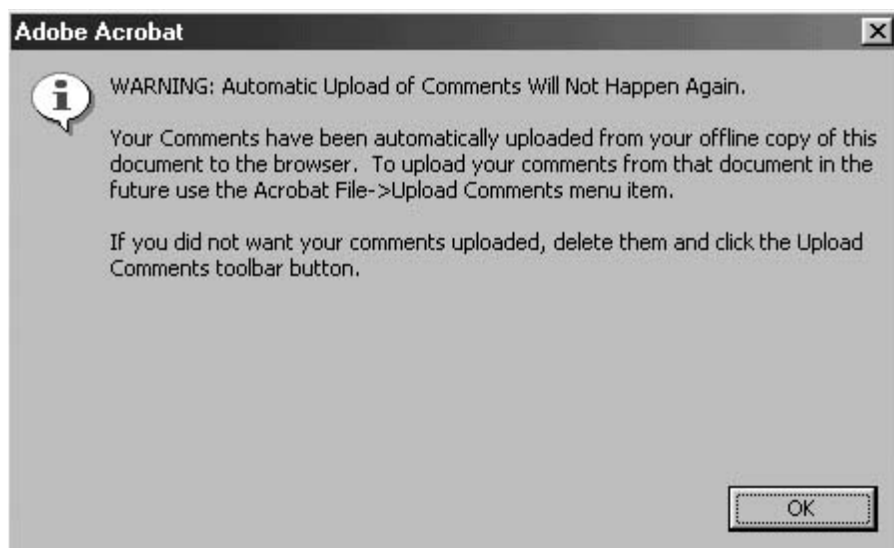 Adobe Acrobat
WARNING: Automatic Upload of Comments Will Not Happen Again.
Your Comments have been automatically uploaded from your offline copy of this
document to the browser.  To upload your comments from that document in the
future use the Acrobat File->Upload Comments menu item.
If you did not want your comments uploaded, delete them and click the Upload
Comments toolbar button.
OK